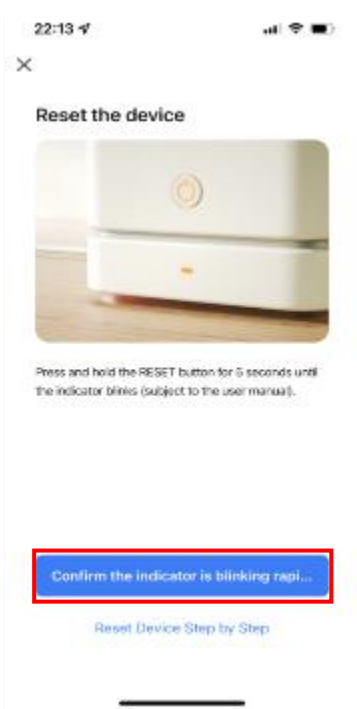 22:13
Reset the device
Press and hold the RESET button for 5 seconds until
the indicator blinks (subject to the user manual).
Confirm the indicator is blinking rapi...
Reset Device Step by Step